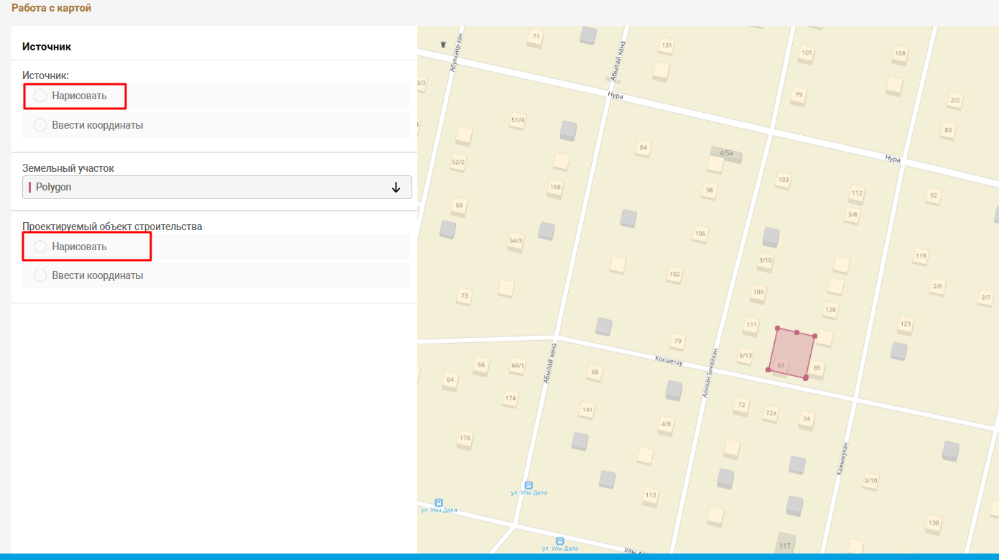 Работа с картой
Источник
Источник:
Нарисовать
Ввести координаты
Земельный участок
Polygon
Проектируемый объект строительства
Нарисовать
Ввести координаты
71
131
101
108
Абулхайр-хан
Абылай хана
3/3
Нура
79
2/2
51/4
83
84
4/5а
52/2
Нура
103
168
98
112
92
59
3/8
106
54/3
119
3/10
102
2/6
109
73
2/7
120
111
123
79
3/13
Кокшетау
83
85
Абылай хана
66
66/1
68
64
Алихан Бокейхан
174
72
141
72а
74
4/8
176
Кажымукан
2/10
ул. Улы Дала
113
ул. Улы Дала
130
117
ул. Улы Дала